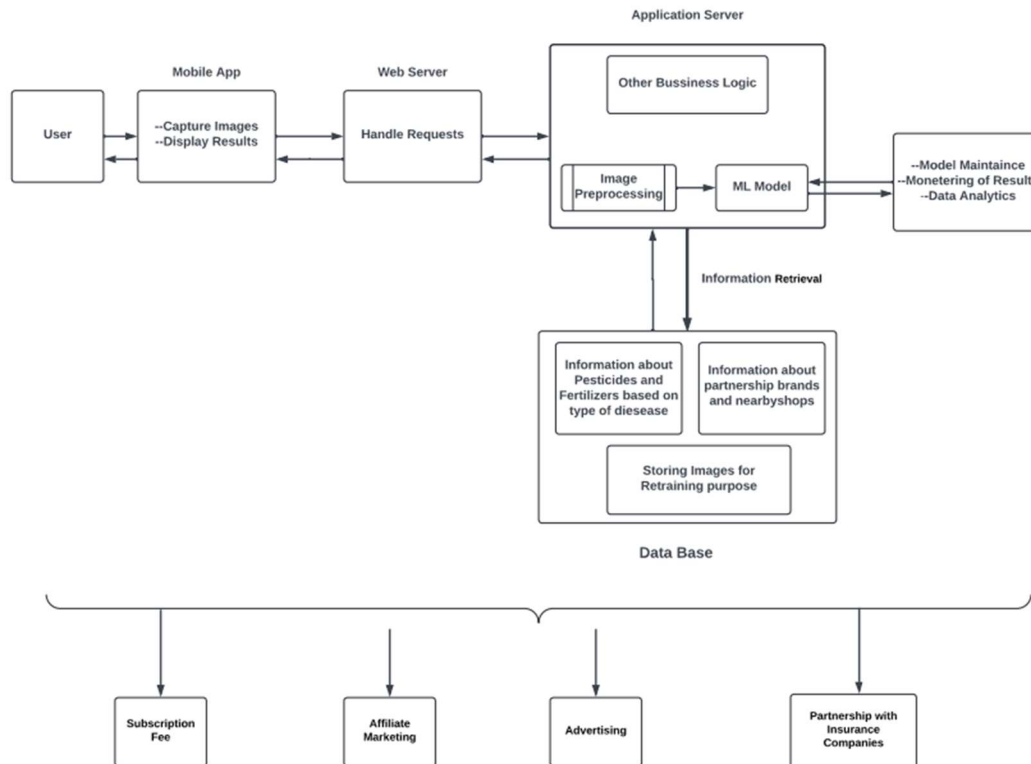 Application Server
Mobile App
Web Server
Other Bussiness Logic
User
--Capture Images
--Display Results
Handle Requests
Image
Preprocessing
ML Model
--Model Maintaince
--Monetering of Result
--Data Analytics
Information Retrieval
Information about
Pesticides and
Fertilizers based on
type of diesease
Information about
partnership brands
and nearbyshops
Storing Images for
Retraining purpose
Data Base
Subscription
Fee
Affiliate
Marketing
Advertising
Partnership with
Insurance
Companies